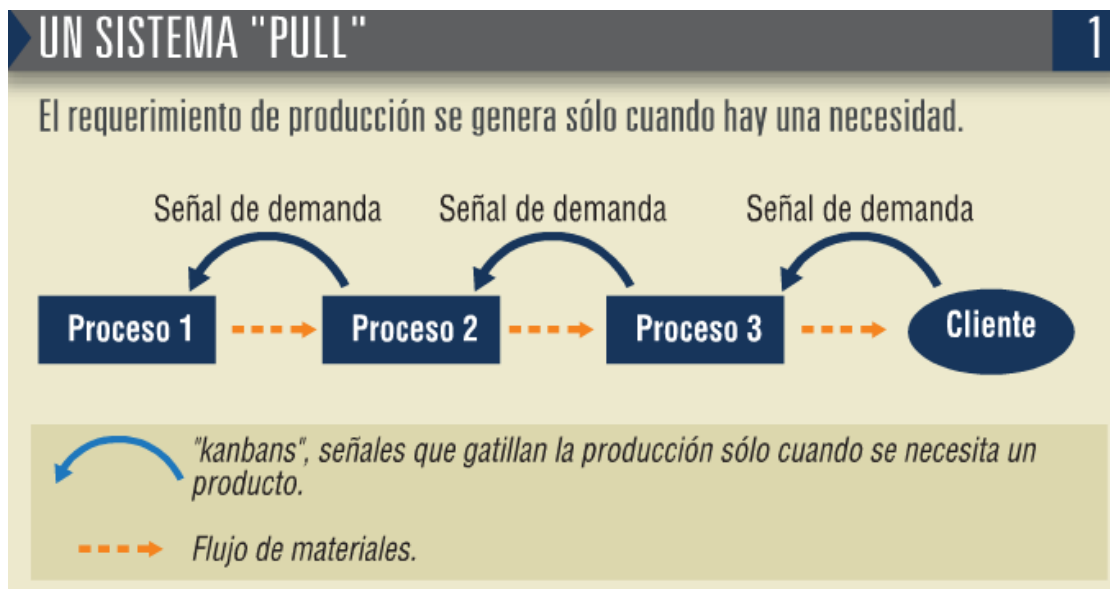 UN SISTEMA "PULL"
1
El requerimiento de producción se genera sólo cuando hay una necesidad.
Señal de demanda
Señal de demanda
Señal de demanda
Proceso 1
Proceso 2
Proceso 3
Cliente
"kanbans", señales que gatillan la producción sólo cuando se necesita un
producto.
Flujo de materiales.